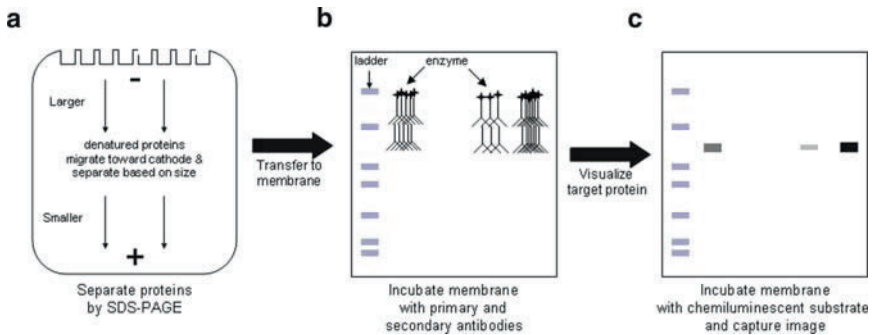 a
-
Larger
denatured proteins
migrate toward cathode &
separate based on size
Smaller
+
Separate proteins
by SDS-PAGE
Transfer to
membrane
b
ladder
enzyme
Incubate membrane
with primary and
secondary antibodies
Visualize
target protein
c
Incubate membrane
with chemiluminescent substrate
and capture image